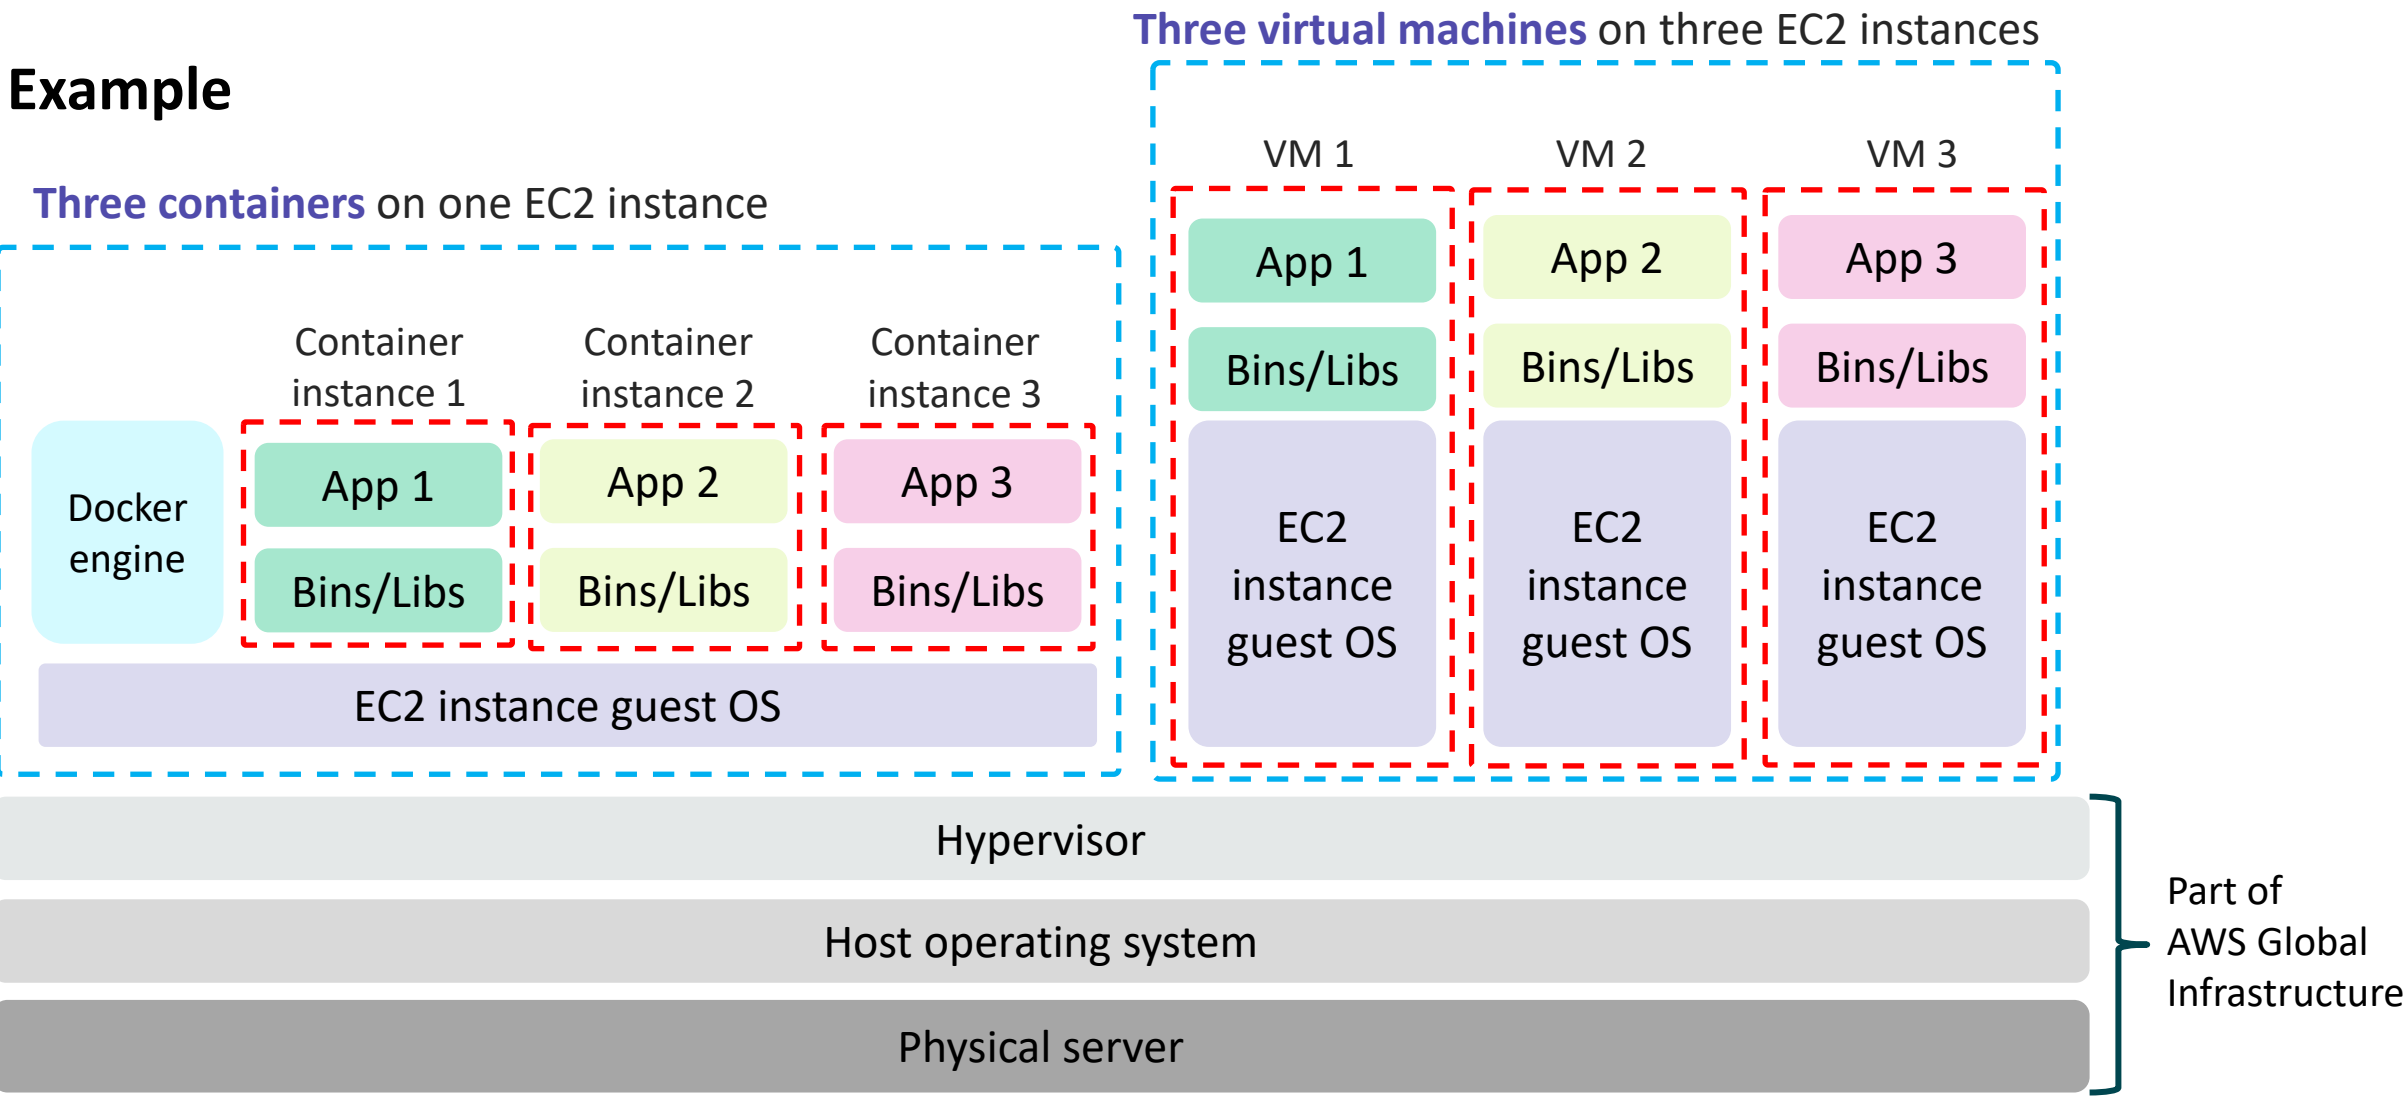 Example
Three containers on one EC2 instance
Container
instance 1
Container
instance 2
Container
instance 3
Docker
engine
App 1
Bins/Libs
App 2
Bins/Libs
App 3
Bins/Libs
EC2 instance guest OS
Three virtual machines on three EC2 instances
VM 1
App 1
Bins/Libs
EC2
instance
guest OS
VM 2
App 2
Bins/Libs
EC2
instance
guest OS
VM 3
App 3
Bins/Libs
EC2
instance
guest OS
Hypervisor
Host operating system
Physical server
Part of
AWS Global
Infrastructure